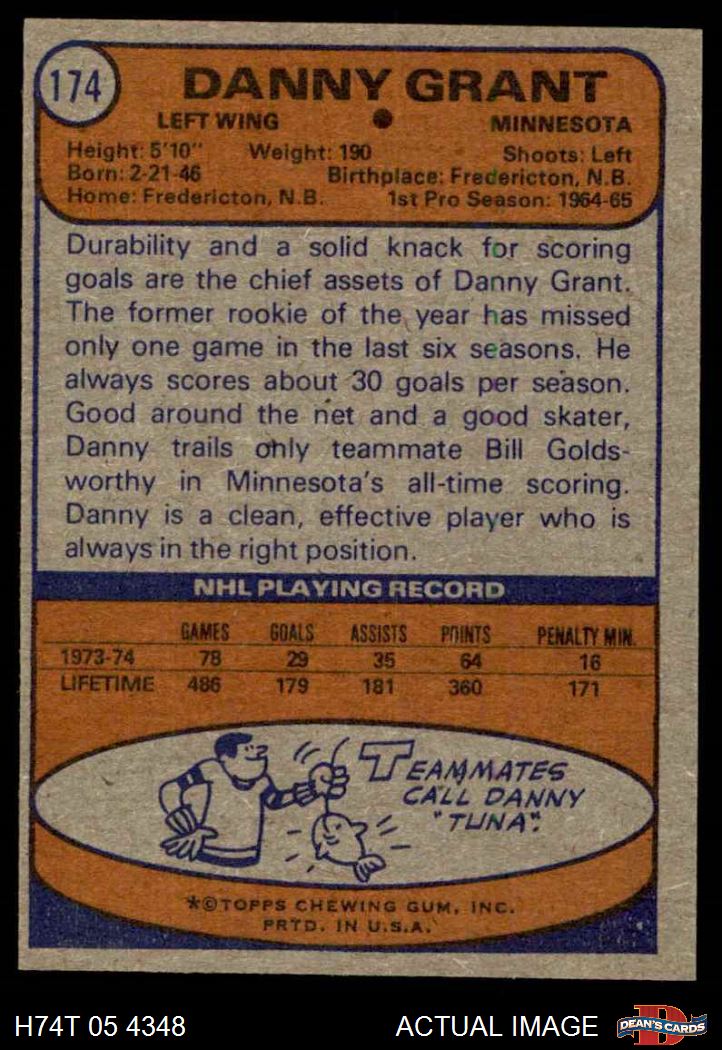 174
DANNY GRANT
LEFT WING ● MINNESOTA
Height: 5'10" Weight: 190 Shoots: Left
Born: 2-21-46 Birthplace: Fredericton, N.B.
Home: Fredericton, N.B. 1st Pro Season: 1964-65
Durability and a solid knack for scoring
goals are the chief assets of Danny Grant.
The former rookie of the year has missed
only one game in the last six seasons. He
always scores about 30 goals per season.
Good around the net and a good skater,
Danny trails only teammate Bill Golds-
worthy in Minnesota's all-time scoring.
Danny is a clean, effective player who is
always in the right position.
NHL PLAYING RECORD
GAMES GOALS ASSISTS POINTS PENALTY MIN.
1973-74 78 29 35 64 16
LIFETIME 486 179 181 360 171
TEAMMATES
CALL DANNY
"TUNA".
*©TOPPS CHEWING GUM, INC.
PRTD. IN U.S.A.
H74T 05 4348 ACTUAL IMAGE D DEAN'S CARDS